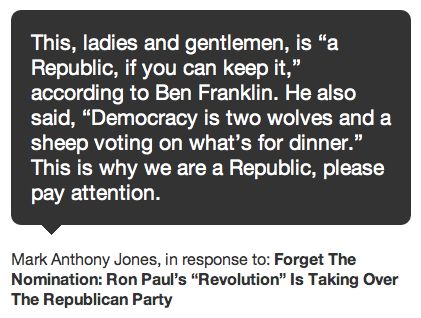 This, ladies and gentlemen, is “a
Republic, if you can keep it,”
according to Ben Franklin. He also
said, “Democracy is two wolves and a
sheep voting on what’s for dinner.”
This is why we are a Republic, please
pay attention.
Mark Anthony Jones, in response to: Forget The
Nomination: Ron Paul’s “Revolution” Is Taking Over
The Republican Party